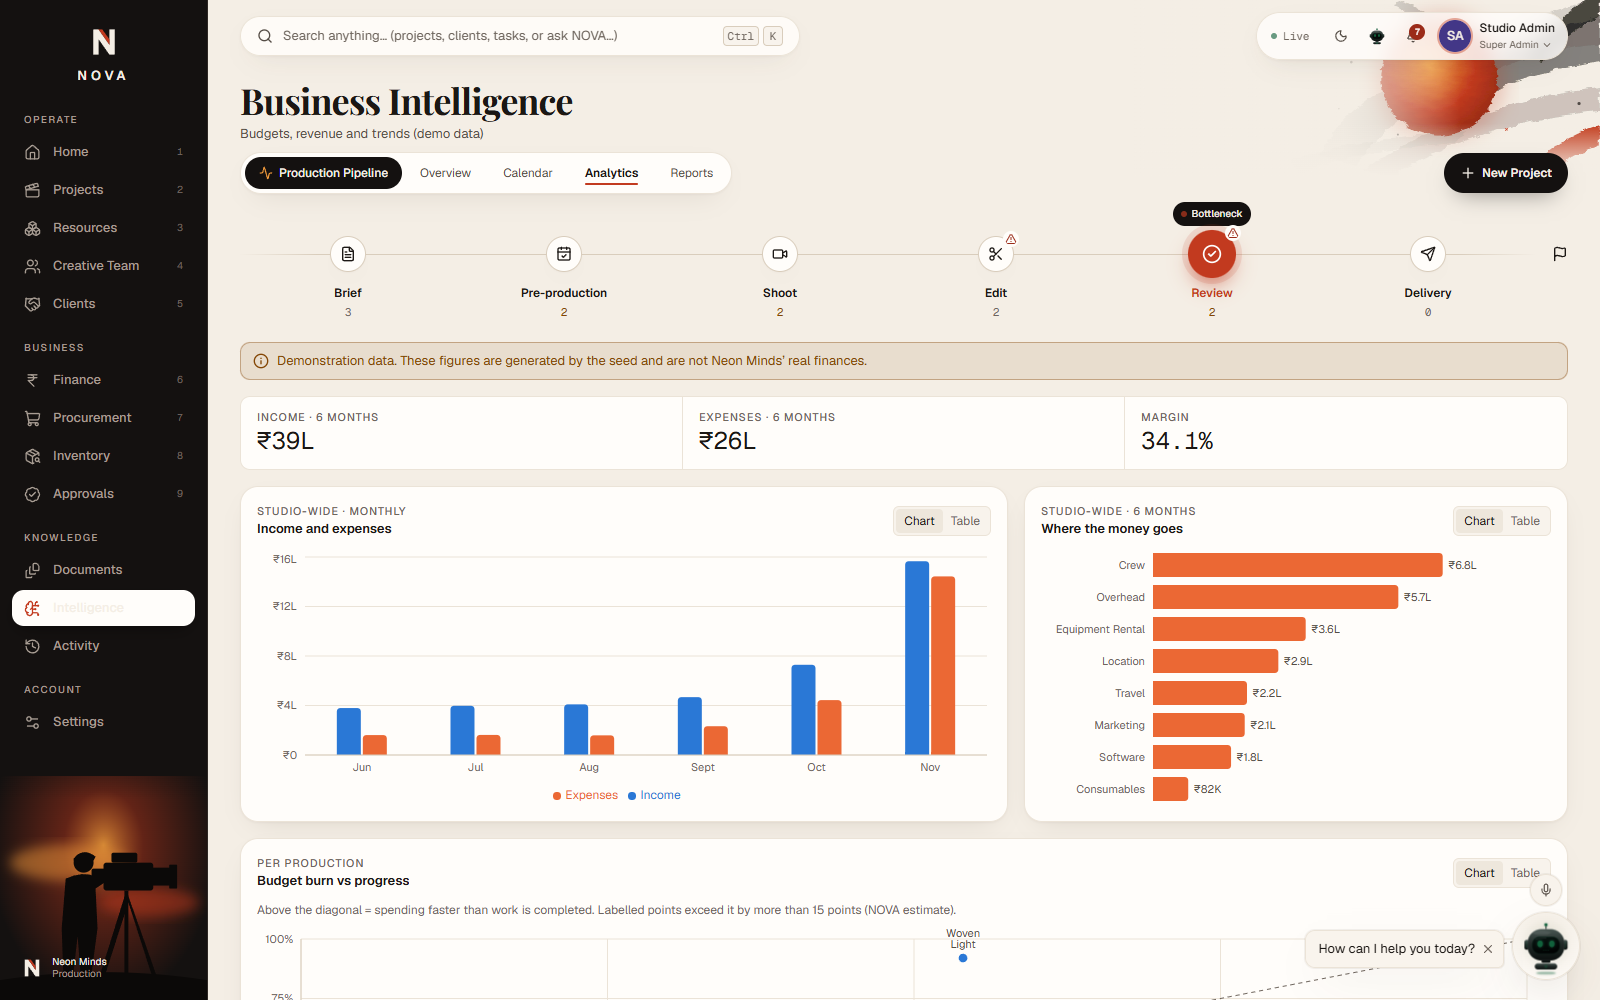 NOVA
OPERATE
Home 1
Projects 2
Resources 3
Creative Team 4
Clients 5
BUSINESS
Finance 6
Procurement 7
Inventory 8
Approvals 9
KNOWLEDGE
Documents
Intelligence
Activity
ACCOUNT
Settings
Neon Minds
Production
Search anything... (projects, clients, tasks, or ask NOVA...) Ctrl K
Live
7
SA
Studio Admin
Super Admin
Business Intelligence
Budgets, revenue and trends (demo data)
Production Pipeline Overview Calendar Analytics Reports
New Project
Bottleneck
Brief Pre-production Shoot Edit Review Delivery
3 2 2 2 2 0
Demonstration data. These figures are generated by the seed and are not Neon Minds' real finances.
INCOME · 6 MONTHS
₹39L
EXPENSES · 6 MONTHS
₹26L
MARGIN
34.1%
STUDIO-WIDE · MONTHLY
Income and expenses
Chart Table
₹16L
₹12L
₹8L
₹4L
₹0
Jun Jul Aug Sept Oct Nov
Expenses Income
STUDIO-WIDE · 6 MONTHS
Where the money goes
Chart Table
Crew ₹6.8L
Overhead ₹5.7L
Equipment Rental ₹3.6L
Location ₹2.9L
Travel ₹2.2L
Marketing ₹2.1L
Software ₹1.8L
Consumables ₹82K
PER PRODUCTION
Budget burn vs progress
Chart Table
Above the diagonal = spending faster than work is completed. Labelled points exceed it by more than 15 points (NOVA estimate).
100%
Woven
Light
75%
How can I help you today?